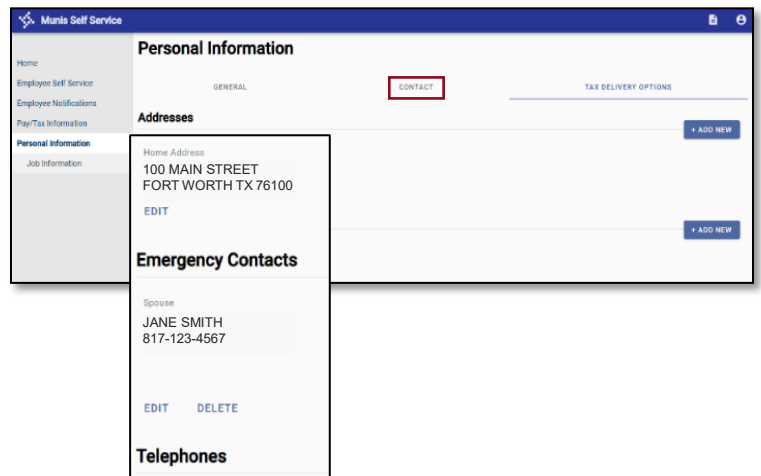 Munis Self Service
Personal Information
Home
Employee Self Service
Employee Notifications
Pay/Tax Information
Personal Information
Job Information
GENERAL
CONTACT
TAX DELIVERY OPTIONS
Addresses
+ ADD NEW
Home Address
100 MAIN STREET
FORT WORTH TX 76100
EDIT
+ ADD NEW
Emergency Contacts
Spouse
JANE SMITH
817-123-4567
EDIT DELETE
Telephones